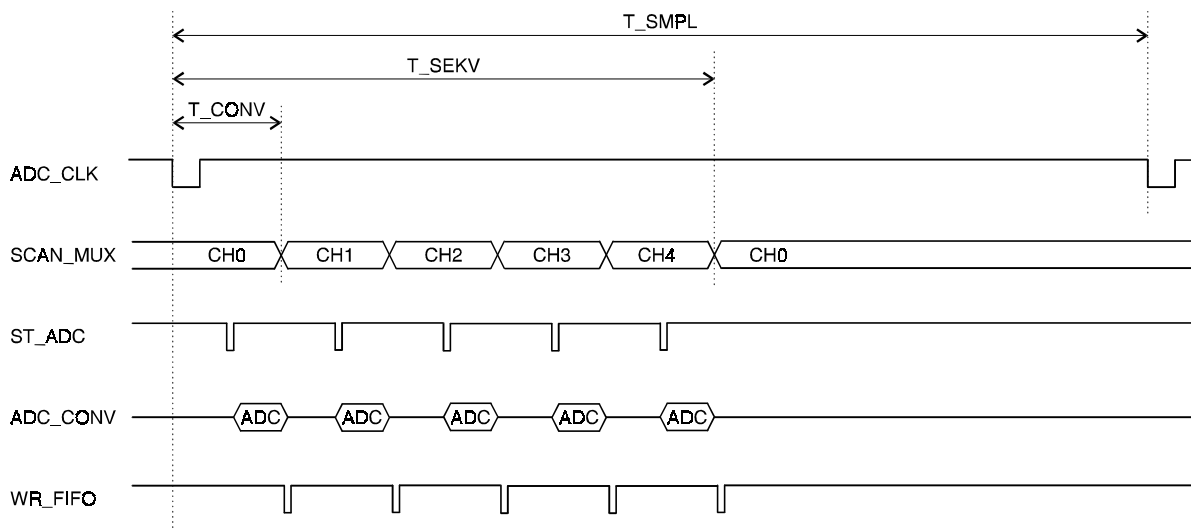 T_SMPL
T_SEKV
T_CONV
ADC_CLK
SCAN_MUX CH0 CH1 CH2 CH3 CH4 CH0
ST_ADC
ADC_CONV ADC ADC ADC ADC ADC
WR_FIFO